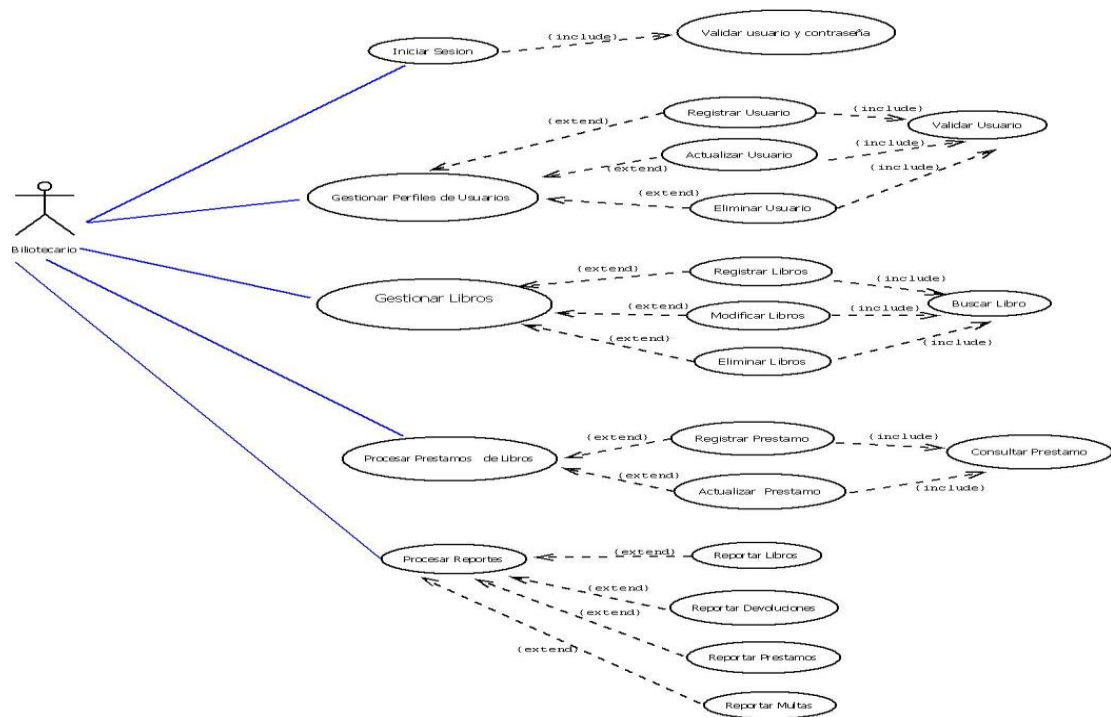 Iniciar Sesion
(include)
Validar usuario y contraseña
Registrar Usuario
(include)
(extend)
Validar Usuario
Actualizar Usuario
(include)
(extend)
(include)
Gestionar Perfiles de Usuarios
(extend)
Eliminar Usuario
Biliotecario
(extend)
Registrar Libros
(include)
Gestionar Libros
(extend)
Modificar Libros
(include)
Buscar Libro
(extend)
Eliminar Libros
(include)
(extend)
Registrar Prestamo
(include)
Procesar Prestamos de Libros
Consultar Prestamo
(extend)
Actualizar Prestamo
(include)
Procesar Reportes
(extend)
Reportar Libros
(extend)
Reportar Devoluciones
(extend)
Reportar Prestamos
(extend)
Reportar Multas